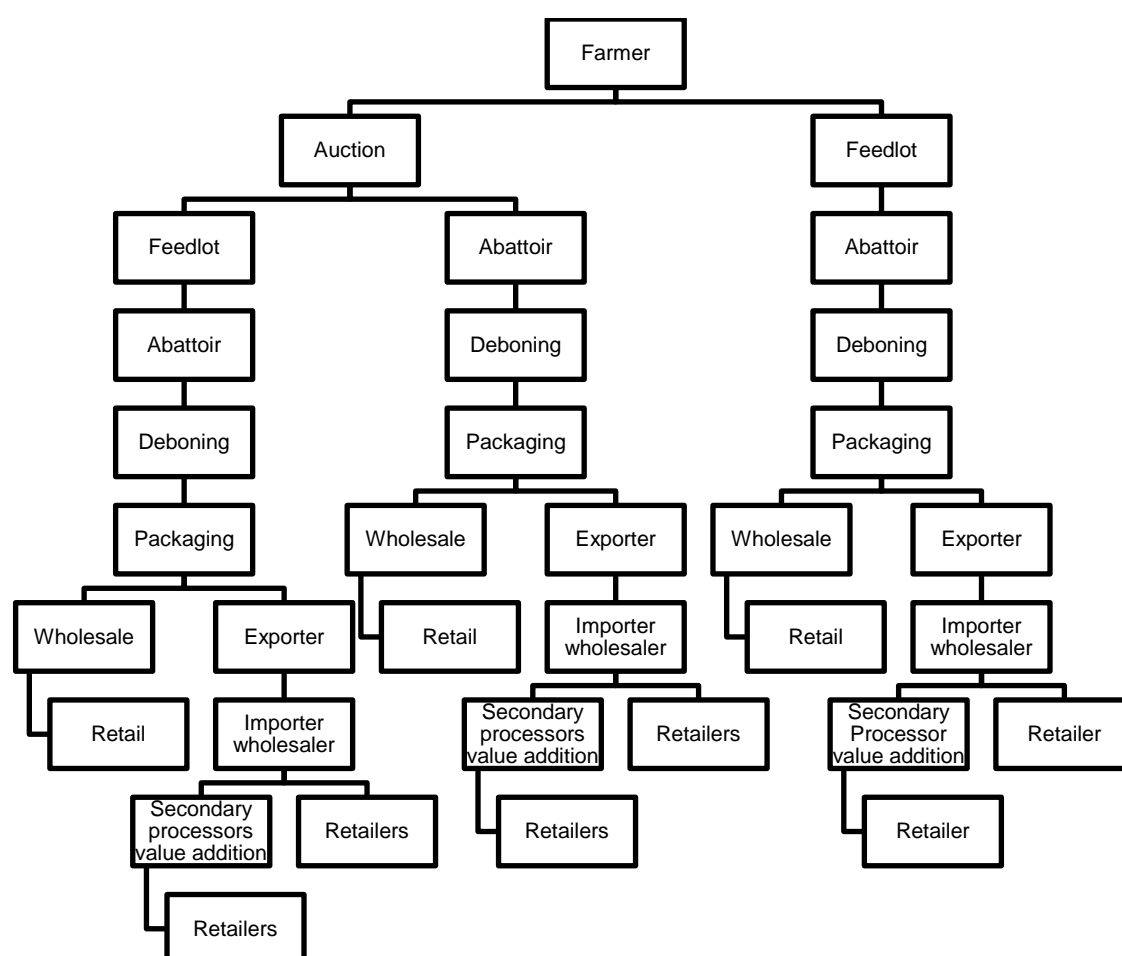 Farmer
Auction
Feedlot
Feedlot
Abattoir
Abattoir
Abattoir
Deboning
Deboning
Deboning
Packaging
Packaging
Packaging
Wholesale
Exporter
Wholesale
Exporter
Wholesale
Exporter
Retail
Importer
wholesaler
Retail
Importer
wholesaler
Retail
Importer
wholesaler
Secondary
processors
value addition
Retailers
Secondary
Processor
value addition
Retailer
Secondary
processors
value addition
Retailers
Retailers
Retailer
Retailers